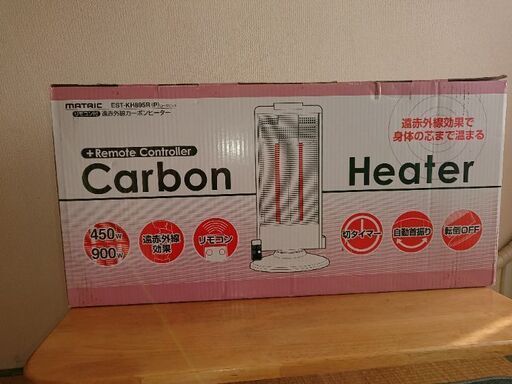 MATRIC EST-KH895R(P)
リモコン付 遠赤外線カーボンヒーター
+Remote Controller
Carbon Heater
遠赤外線効果で
身体の芯まで温まる
450W
900W
遠赤外線
効果
リモコン
切タイマー
自動首振り
転倒OFF